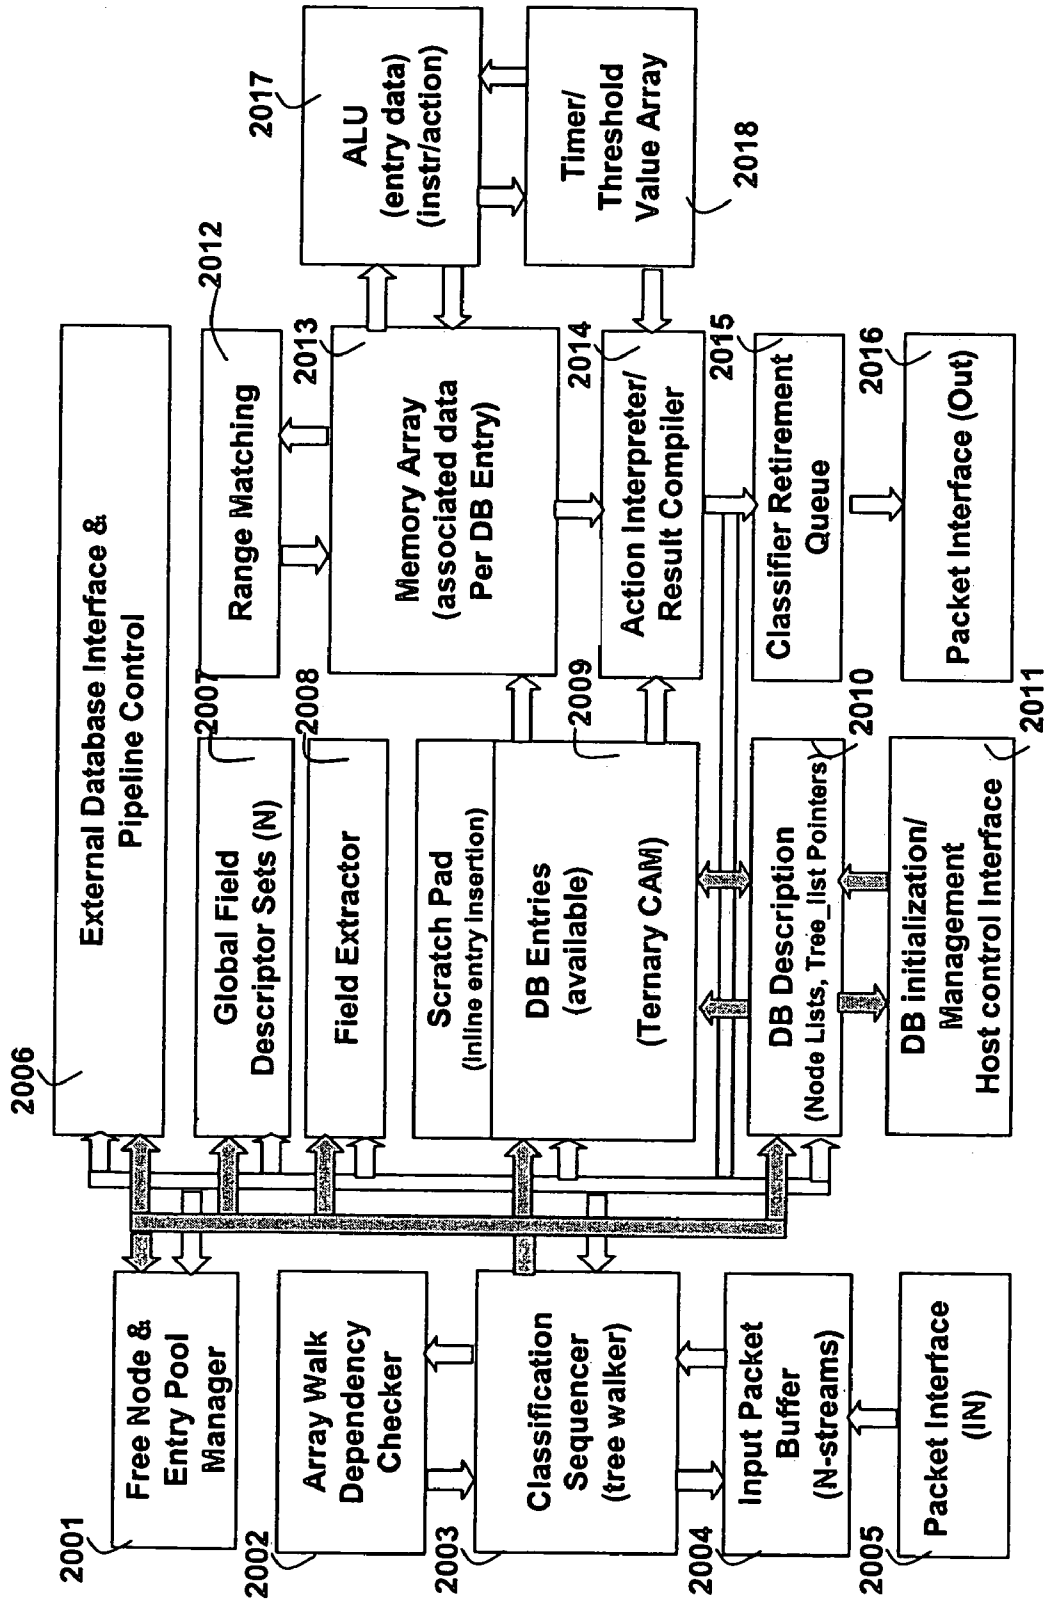 2001
Free Node &
Entry Pool
Manager
2002
Array Walk
Dependency
Checker
2003
Classification
Sequencer
(tree walker)
2004
Input Packet
Buffer
(N-streams)
2005
Packet Interface
(IN)
2006
External Database Interface &
Pipeline Control
2007
Global Field
Descriptor Sets (N)
2008
Field Extractor
Scratch Pad
(Inline entry insertion)
2009
DB Entries
(available)
(Ternary CAM)
2010
DB Description
(Node Lists, Tree_list Pointers)
2011
DB initialization/
Management
Host control Interface
2012
Range Matching
2013
Memory Array
(associated data
Per DB Entry)
2014
Action Interpreter/
Result Compiler
2015
Classifier Retirement
Queue
2016
Packet Interface (Out)
2017
ALU
(entry data)
(instr/action)
2018
Timer/
Threshold
Value Array